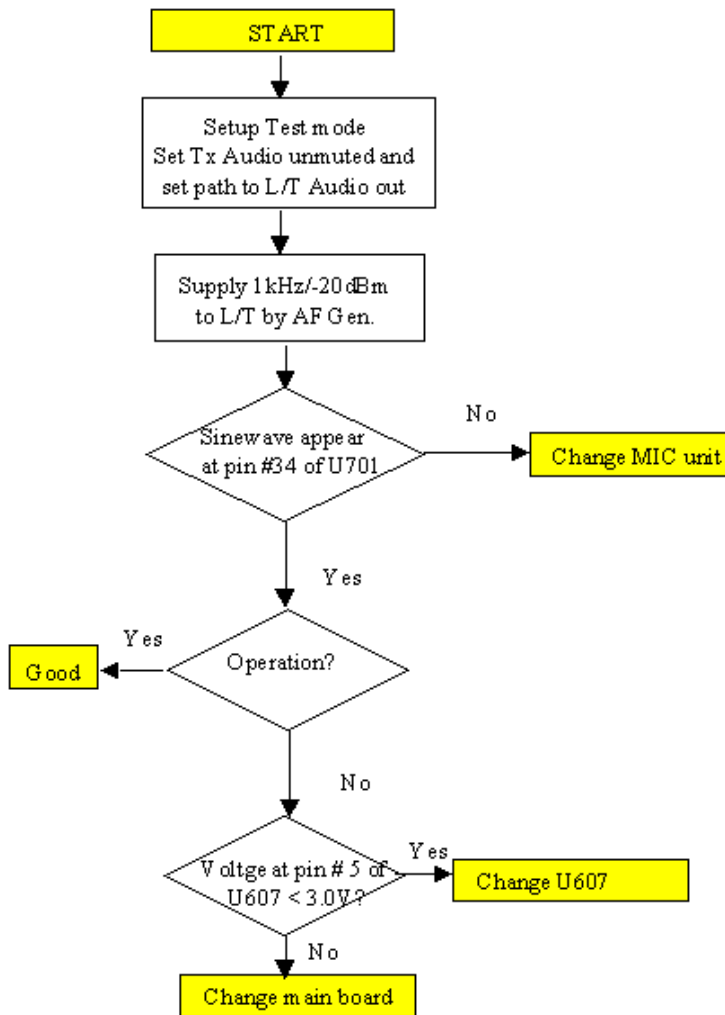 START
Setup Test mode
Set Tx Audio unmuted and
set path to L/T Audio out
Supply 1kHz/-20dBm
to L/T by AF Gen.
Sinewave appear
at pin #34 of U701
No
Change MIC unit
Yes
Operation?
Yes
Good
No
Voltge at pin # 5 of
U607 < 3.0V?
Yes
Change U607
No
Change main board